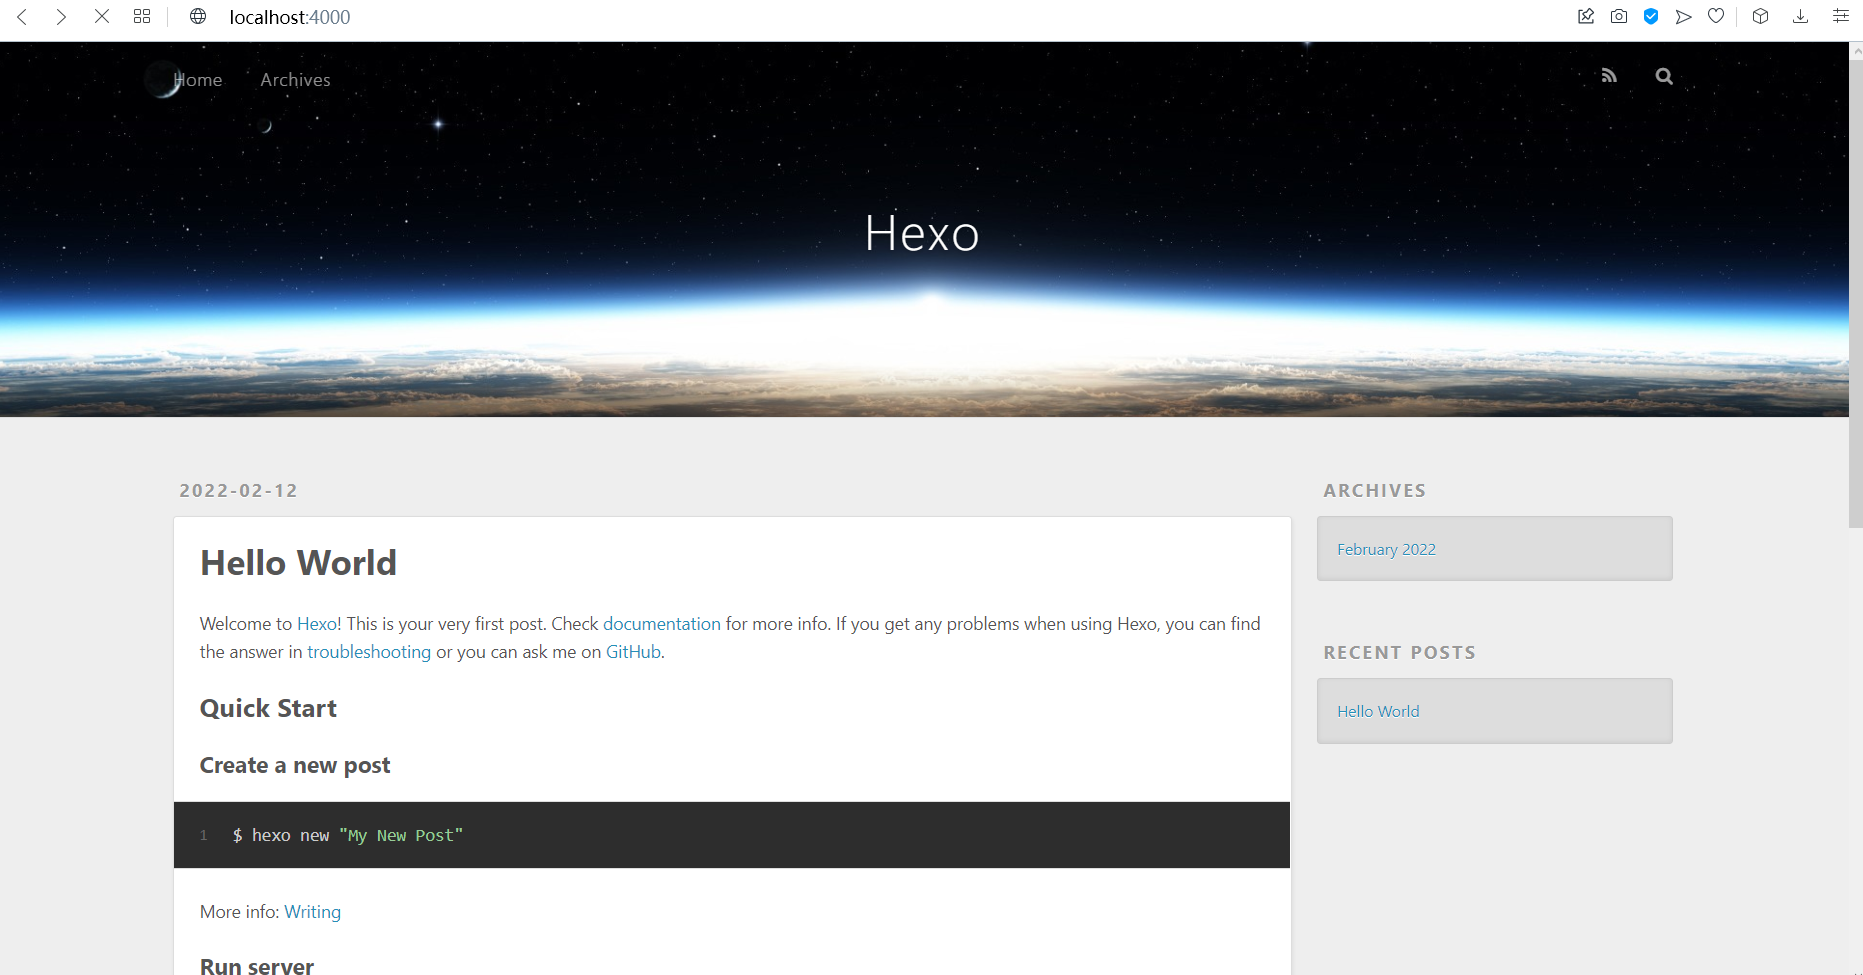 localhost:4000
Home Archives
Hexo
2022-02-12
Hello World
Welcome to Hexo! This is your very first post. Check documentation for more info. If you get any problems when using Hexo, you can find
the answer in troubleshooting or you can ask me on GitHub.
Quick Start
Create a new post
1 $ hexo new "My New Post"
More info: Writing
Run server
ARCHIVES
February 2022
RECENT POSTS
Hello World